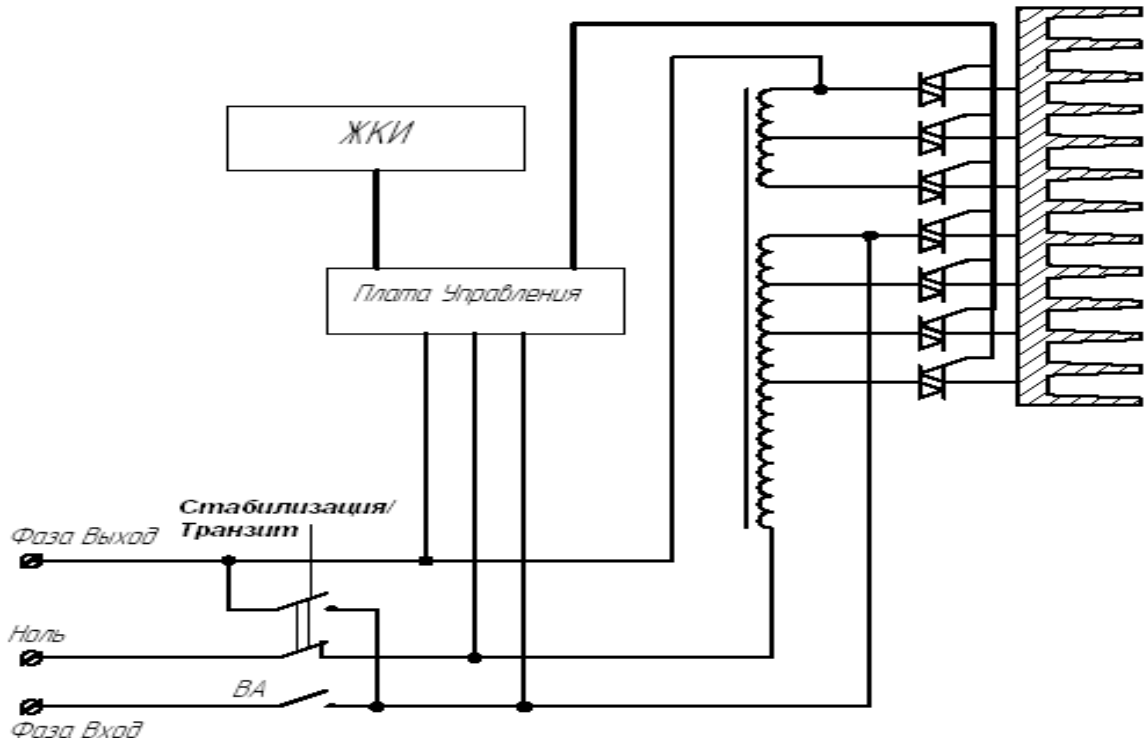 ЖКИ
Плата Управления
Стабилизация/
Транзит
Фаза Выход
Ноль
ВА
Фаза Вход